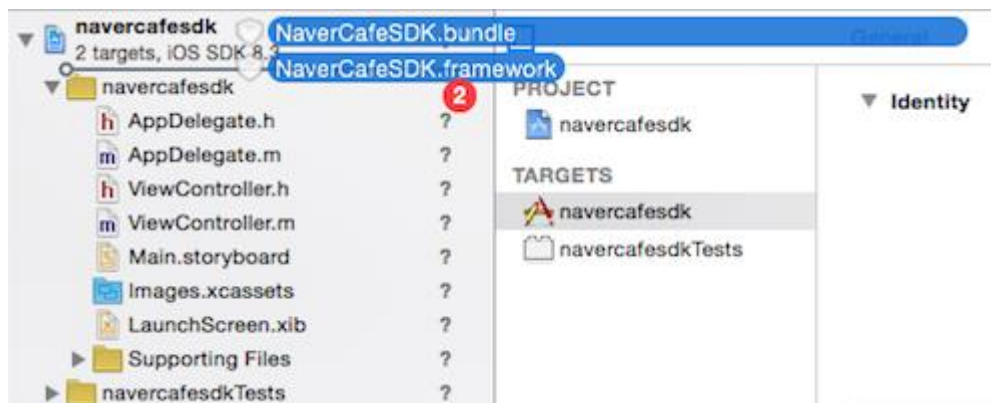 navercafesdk
2 targets, iOS SDK 8.3
NaverCafeSDK.bundle
NaverCafeSDK.framework
2
navercafesdk
h AppDelegate.h ?
m AppDelegate.m ?
h ViewController.h ?
m ViewController.m ?
Main.storyboard ?
Images.xcassets ?
LaunchScreen.xib ?
Supporting Files ?
navercafesdkTests ?
General
PROJECT
navercafesdk
TARGETS
navercafesdk
navercafesdkTests
Identity